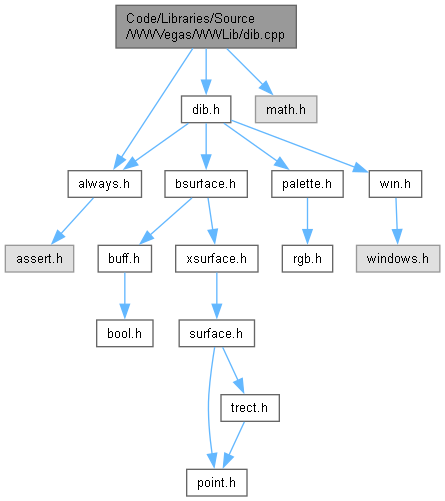 Code/Libraries/Source
/WWVegas/WWLib/dib.cpp
dib.h
math.h
always.h
bsurface.h
palette.h
win.h
assert.h
buff.h
xsurface.h
rgb.h
windows.h
bool.h
surface.h
trect.h
point.h